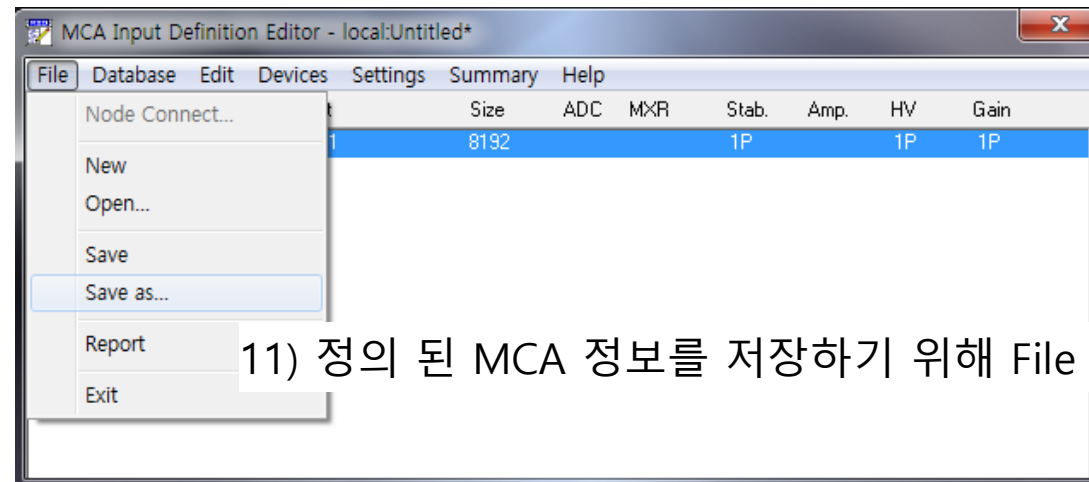 MCA Input Definition Editor - local:Untitled*
File Database Edit Devices Settings Summary Help
Size ADC MXR Stab. Amp. HV Gain
1 8192 1P 1P 1P
Node Connect...
New
Open...
Save
Save as...
Report
Exit
11) 정의 된 MCA 정보를 저장하기 위해 File